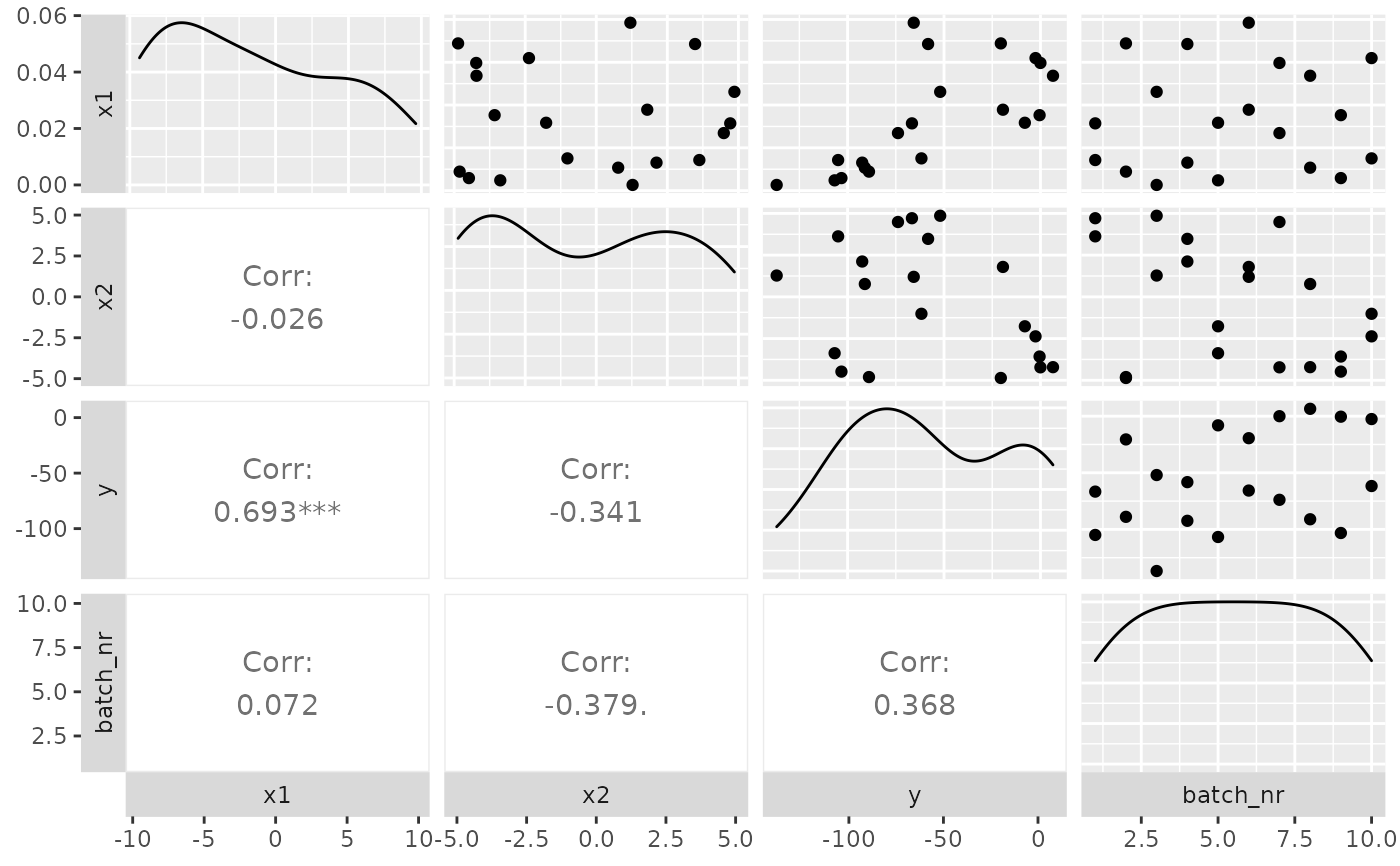 0.06
0.04
0.02
0.00
x1
5.0
2.5
0.0
-2.5
-5.0
x2
Corr:
-0.026
0
-50
-100
y
Corr:
0.693***
Corr:
-0.341
10.0
7.5
5.0
2.5
batch_nr
Corr:
0.072
Corr:
-0.379.
Corr:
0.368
x1 x2 y batch_nr
-10 -5 0 5 10 -5.0 -2.5 0.0 2.5 5.0 -100 -50 0 2.5 5.0 7.5 10.0